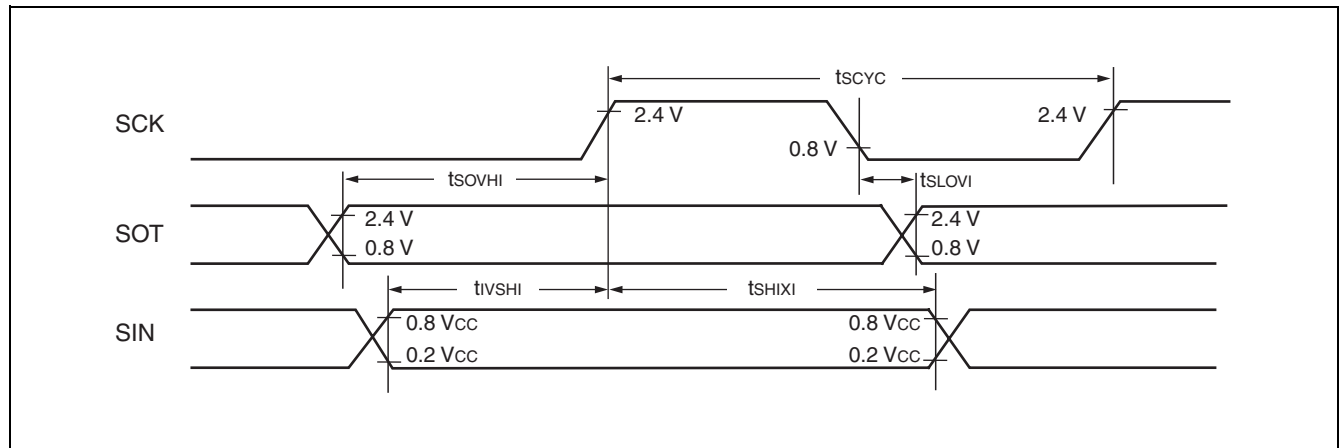 tSCYC
SCK
2.4 V
0.8 V
2.4 V
tSOVHI
tSLOVI
SOT
2.4 V
0.8 V
2.4 V
0.8 V
tIVSHI
tSHIXI
SIN
0.8 VCC
0.2 VCC
0.8 VCC
0.2 VCC